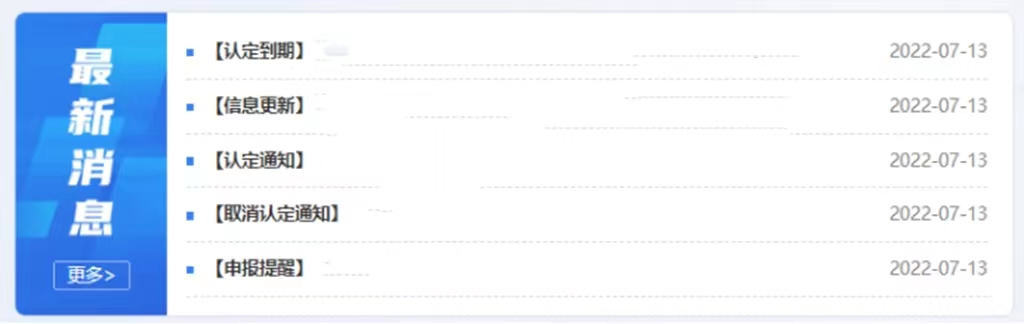 最新消息
更多>
【认定到期】 2022-07-13
【信息更新】 2022-07-13
【认定通知】 2022-07-13
【取消认定通知】 2022-07-13
【申报提醒】 2022-07-13